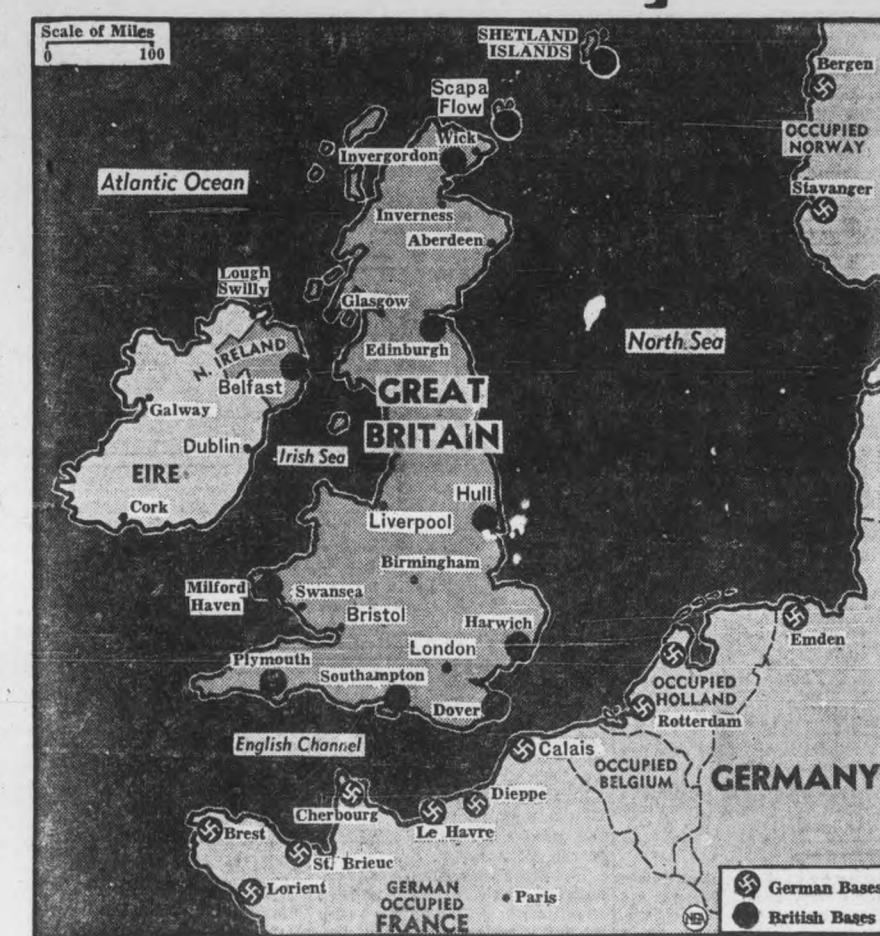 Scale of Miles
0 100
SHETLAND
ISLANDS
Bergen
Scapa
Flow
OCCUPIED
NORWAY
Wick
Invergordon
Atlantic Ocean
Stavanger
Inverness
Aberdeen
Lough
Swilly
Glasgow
North Sea
N. IRELAND
Edinburgh
Belfast
GREAT
BRITAIN
Galway
Dublin
Irish Sea
EIRE
Hull
Cork
Liverpool
Birmingham
Milford
Haven
Swansea
Bristol
Harwich
Emden
London
Plymouth
Southampton
OCCUPIED
HOLLAND
Dover
Rotterdam
English Channel
Calais
OCCUPIED
BELGIUM
GERMANY
Dieppe
Cherbourg
Le Havre
Brest
St. Brieuc
Lorient
GERMAN
OCCUPIED
FRANCE
Paris
German Bases
British Bases
NEA